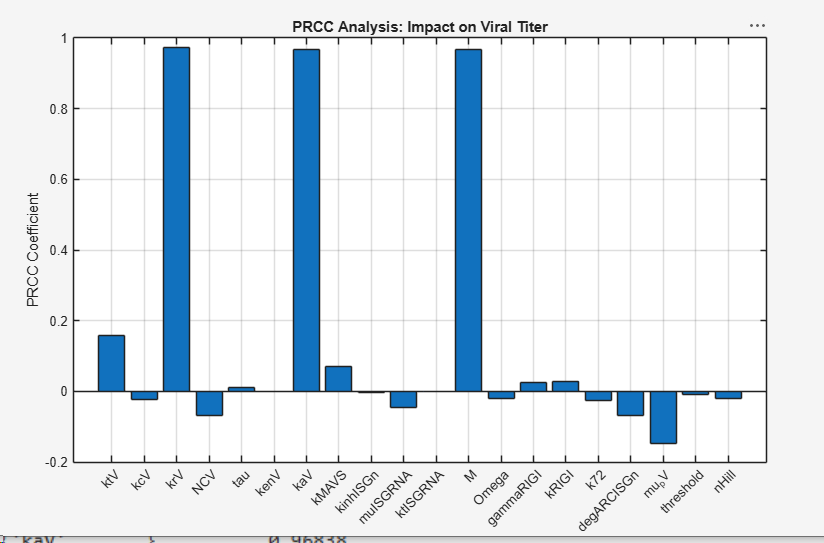 PRCC Analysis: Impact on Viral Titer
...
1
0.8
0.6
0.4
0.2
0
-0.2
PRCC Coefficient
ktV
kcV
krV
NCV
tau
kenV
kaV
kMAVS
kinhISGn
muISGRNA
ktISGRNA
M
Omega
gammaRIGI
kRIGI
k72
degARCISGn
threshold
nHill